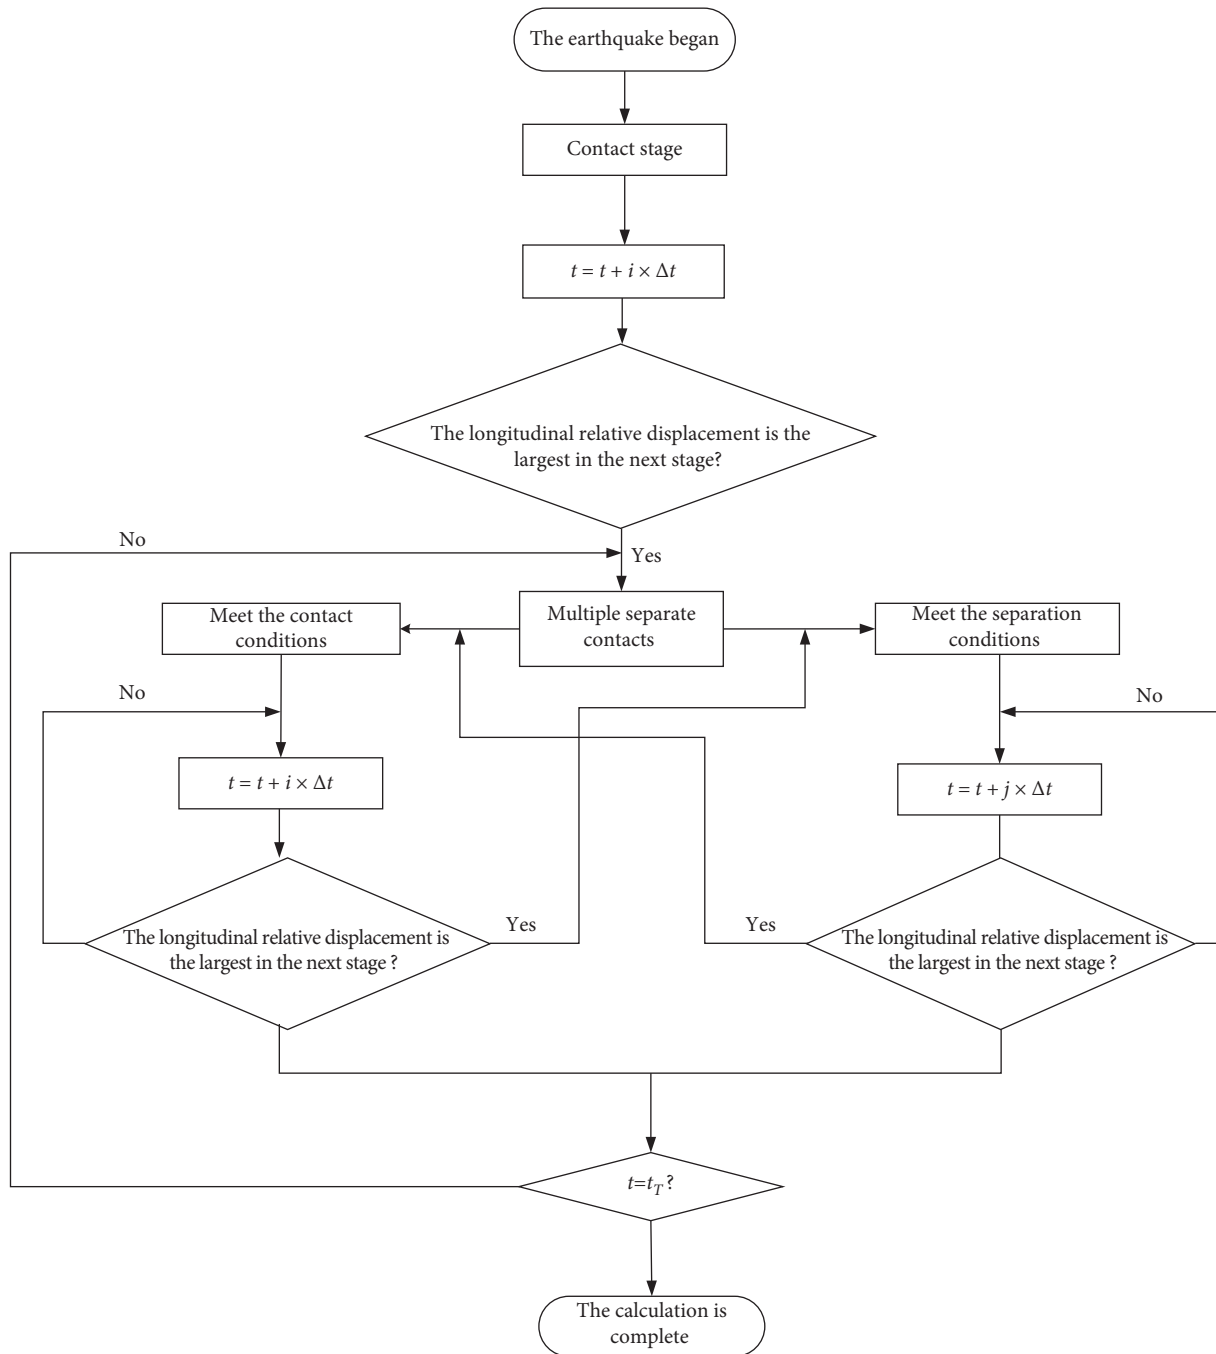 The earthquake began
Contact stage
t = t + i × Δt
The longitudinal relative displacement is the
largest in the next stage?
No
Yes
Meet the contact
conditions
Multiple separate
contacts
Meet the separation
conditions
No
No
t = t + i × Δt
t = t + j × Δt
Yes
Yes
The longitudinal relative displacement is
the largest in the next stage ?
The longitudinal relative displacement is
the largest in the next stage ?
t=t_T?
The calculation is
complete